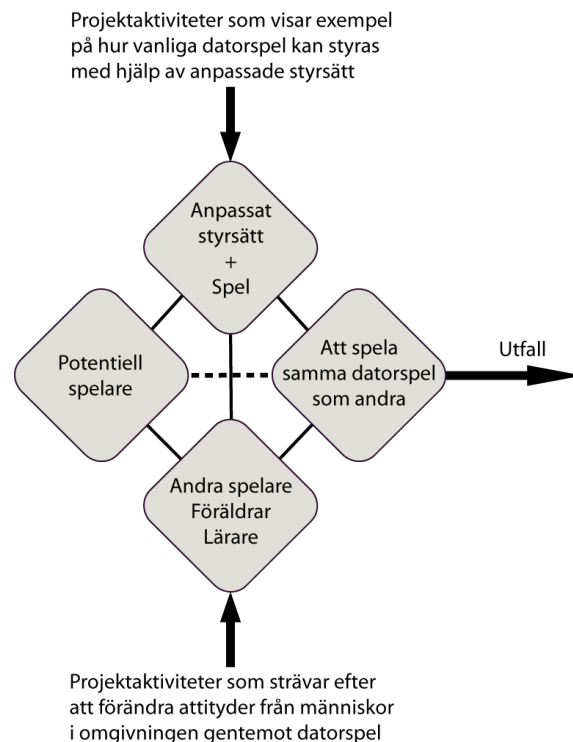 Projektaktiviteter som visar exempel
på hur vanliga datorspel kan styras
med hjälp av anpassade styrsätt
Anpassat
styrsätt
+
Spel
Potentiell
spelare
Att spela
samma datorspel
som andra
Utfall
Andra spelare
Föräldrar
Lärare
Projektaktiviteter som strävar efter
att förändra attityder från människor
i omgivningen gentemot datorspel